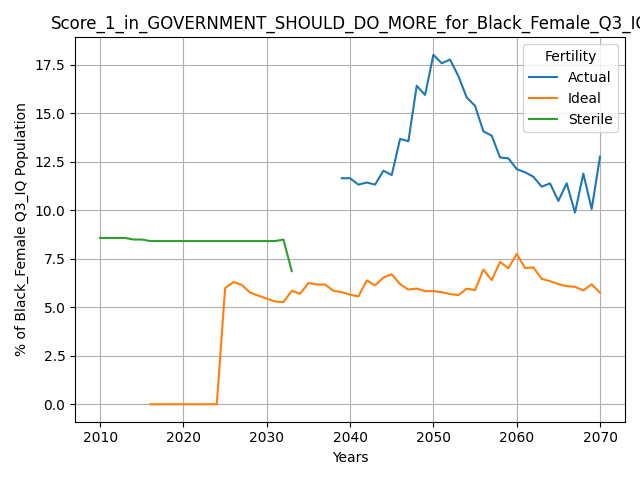 Score_1_in_GOVERNMENT_SHOULD_DO_MORE_for_Black_Female_Q3_IQ
Fertility
Actual
Ideal
Sterile
% of Black_Female Q3_IQ Population
17.5
15.0
12.5
10.0
7.5
5.0
2.5
0.0
2010 2020 2030 2040 2050 2060 2070
Years